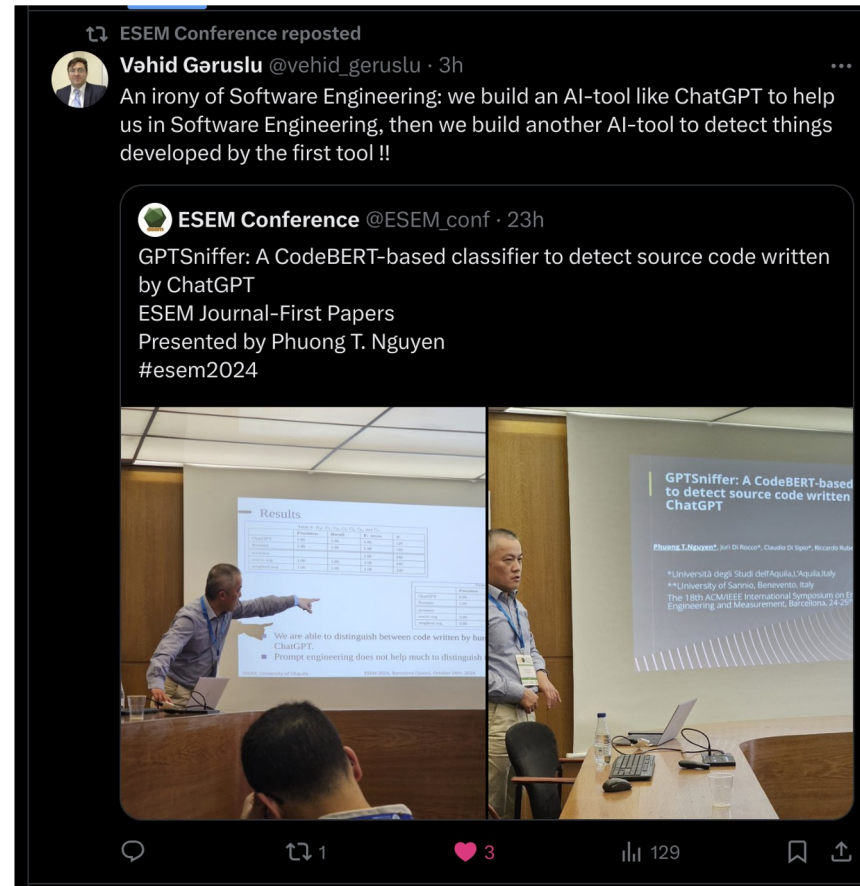 ESEM Conference reposted
Vəhid Gəruslu @vehid_geruslu · 3h
An irony of Software Engineering: we build an AI-tool like ChatGPT to help
us in Software Engineering, then we build another AI-tool to detect things
developed by the first tool !!
ESEM Conference @ESEM_conf · 23h
GPTSniffer: A CodeBERT-based classifier to detect source code written
by ChatGPT
ESEM Journal-First Papers
Presented by Phuong T. Nguyen
#esem2024
Results
We are able to distinguish between code written by
ChatGPT.
Prompt engineering does not help much to distinguish
GPTSniffer: A CodeBERT-based
to detect source code written
ChatGPT
Phuong T.Nguyen*, Juri Di Rocco*, Claudio Di Sipio*, Riccardo
*Università degli Studi dell'Aquila,L'Aquila,Italy
**University of Sannio, Benevento, Italy
The 18th ACM/IEEE International Symposium on
Engineering and Measurement, Barcellona, 24-25
1
3
129